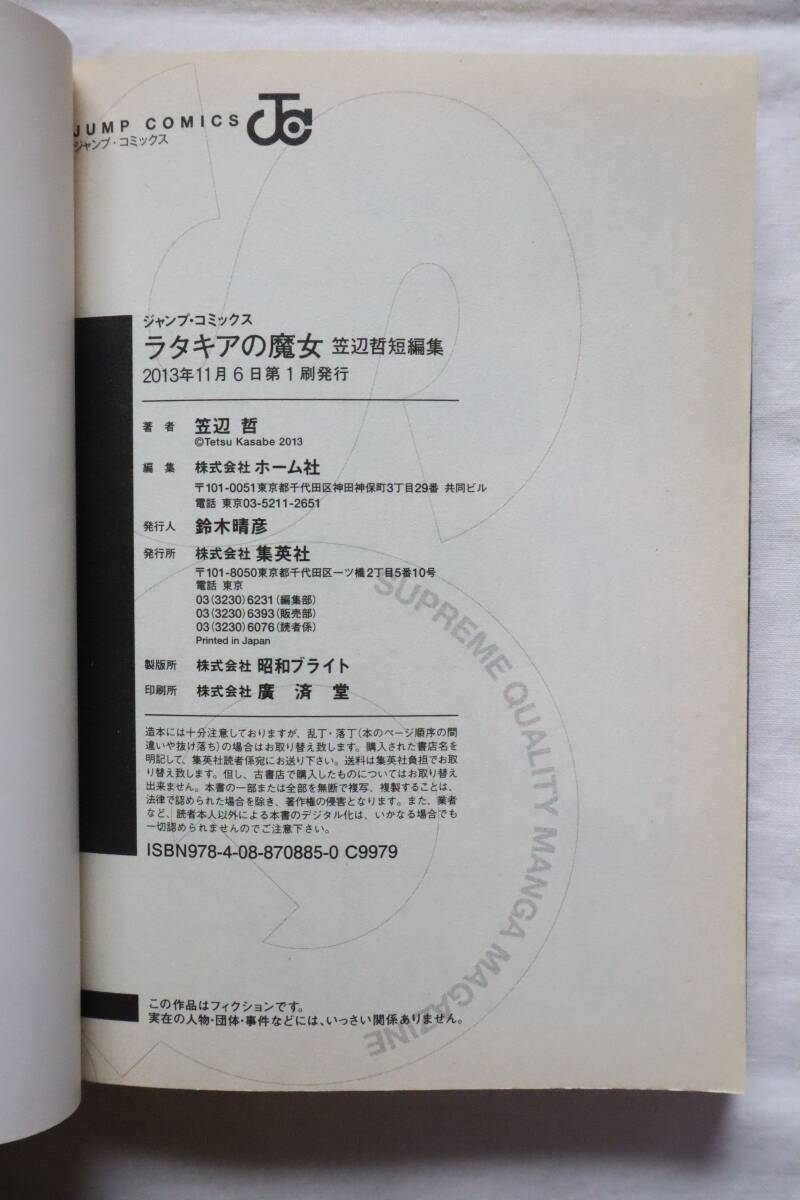 JUMP COMICS
ジャンプ・コミックス
ジャンプ・コミックス
ラタキアの魔女 笠辺哲短編集
2013年11月6日第1刷発行
著者 笠辺 哲
©Tetsu Kasabe 2013
編集 株式会社 ホーム社
〒101-0051東京都千代田区神田神保町3丁目29番 共同ビル
電話 東京03-5211-2651
発行人 鈴木晴彦
発行所 株式会社 集英社
〒101-8050東京都千代田区一ツ橋2丁目5番10号
電話 東京
03(3230)6231(編集部)
03(3230)6393(販売部)
03(3230)6076(読者係)
Printed in Japan
製版所 株式会社 昭和ブライト
印刷所 株式会社 廣済堂
造本には十分注意しておりますが、乱丁・落丁(本のページ順序の間
違いや抜け落ち)の場合はお取り替え致します。購入された書店名を
明記して、集英社読者係宛にお送り下さい。送料は集英社負担でお取
り替え致します。但し、古書店で購入したものについてはお取り替え
出来ません。本書の一部または全部を無断で複写、複製することは、
法律で認められた場合を除き、著作権の侵害となります。また、業者
など、読者本人以外による本書のデジタル化は、いかなる場合でも
一切認められませんのでご注意下さい。
ISBN978-4-08-870885-0 C9979
この作品はフィクションです。
実在の人物・団体・事件などには、いっさい関係ありません。
SUPREME QUALITY MANGA MAGAZINE